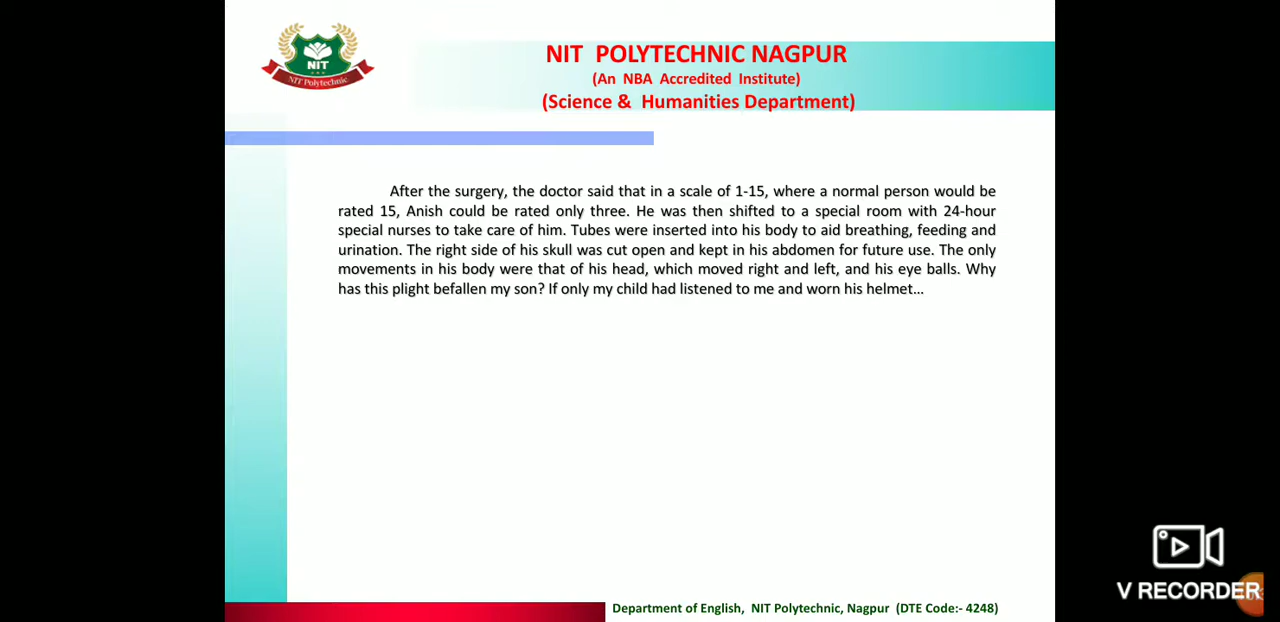 NIT
NIT Polytechnic
NIT POLYTECHNIC NAGPUR
(An NBA Accredited Institute)
(Science & Humanities Department)
After the surgery, the doctor said that in a scale of 1-15, where a normal person would be
rated 15, Anish could be rated only three. He was then shifted to a special room with 24-hour
special nurses to take care of him. Tubes were inserted into his body to aid breathing, feeding and
urination. The right side of his skull was cut open and kept in his abdomen for future use. The only
movements in his body were that of his head, which moved right and left, and his eye balls. Why
has this plight befallen my son? If only my child had listened to me and worn his helmet...
V RECORDER
Department of English, NIT Polytechnic, Nagpur (DTE Code:- 4248)